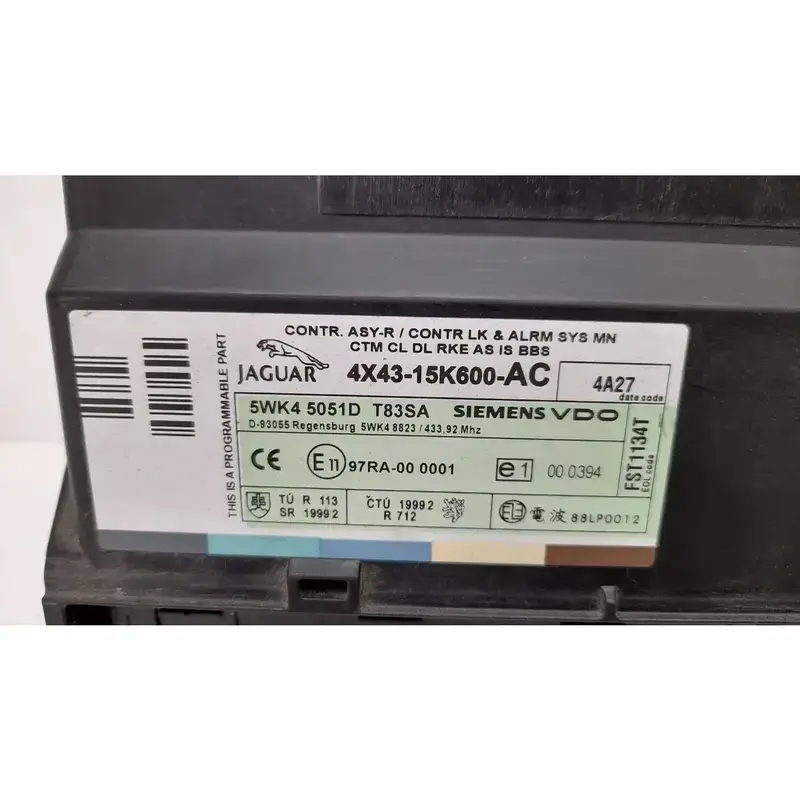 THIS IS A PROGRAMMABLE PART
CONTR. ASY-R / CONTR LK & ALRM SYS MN
CTM CL DL RKE AS IS BBS
JAGUAR 4X43-15K600-AC
4A27
data code
5WK4 5051D T83SA SIEMENS VDO
D-93055 Regensburg 5WK4 8823 / 433,92 Mhz
CE E11 97RA-00 0001 e1 00 0394
FST1134T
EOL code
TÚ R 113
SR 1999 2
ČTÚ 1999 2
R 712
電波 88LP0012